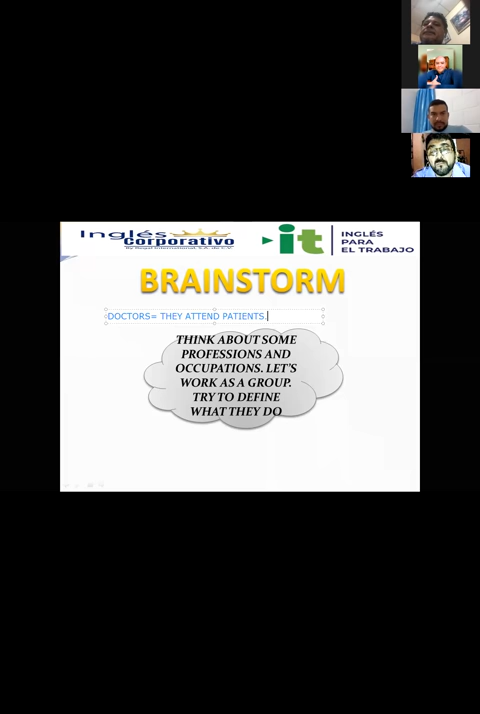 Inglés
Corporativo
it
INGLÉS
PARA
EL TRABAJO
BRAINSTORM
DOCTORS= THEY ATTEND PATIENTS.
THINK ABOUT SOME
PROFESSIONS AND
OCCUPATIONS. LET'S
WORK AS A GROUP.
TRY TO DEFINE
WHAT THEY DO